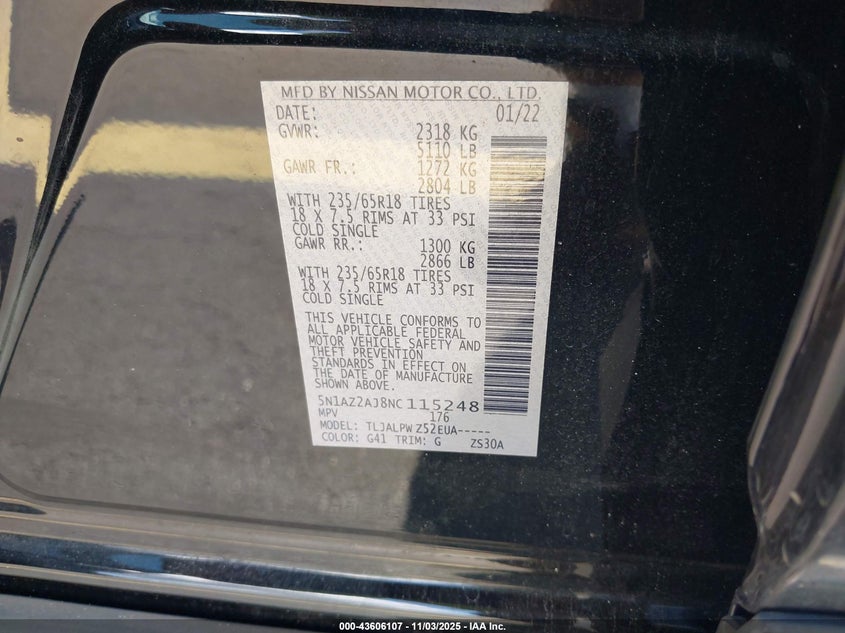 MFD BY NISSAN MOTOR CO., LTD.
DATE: 01/22
GVWR: 2318 KG
5110 LB
GAWR FR.: 1272 KG
2804 LB
WITH 235/65R18 TIRES
18 X 7.5 RIMS AT 33 PSI
COLD SINGLE
GAWR RR.: 1300 KG
2866 LB
WITH 235/65R18 TIRES
18 X 7.5 RIMS AT 33 PSI
COLD SINGLE
THIS VEHICLE CONFORMS TO
ALL APPLICABLE FEDERAL
MOTOR VEHICLE SAFETY AND
THEFT PREVENTION
STANDARDS IN EFFECT ON
THE DATE OF MANUFACTURE
SHOWN ABOVE.
5N1AZ2AJ8NC115248
MPV 176
MODEL: TLJALPW Z52EUA-----
COLOR: G41 TRIM: G ZS30A
000-43606107 - 11/03/2025 - IAA Inc.